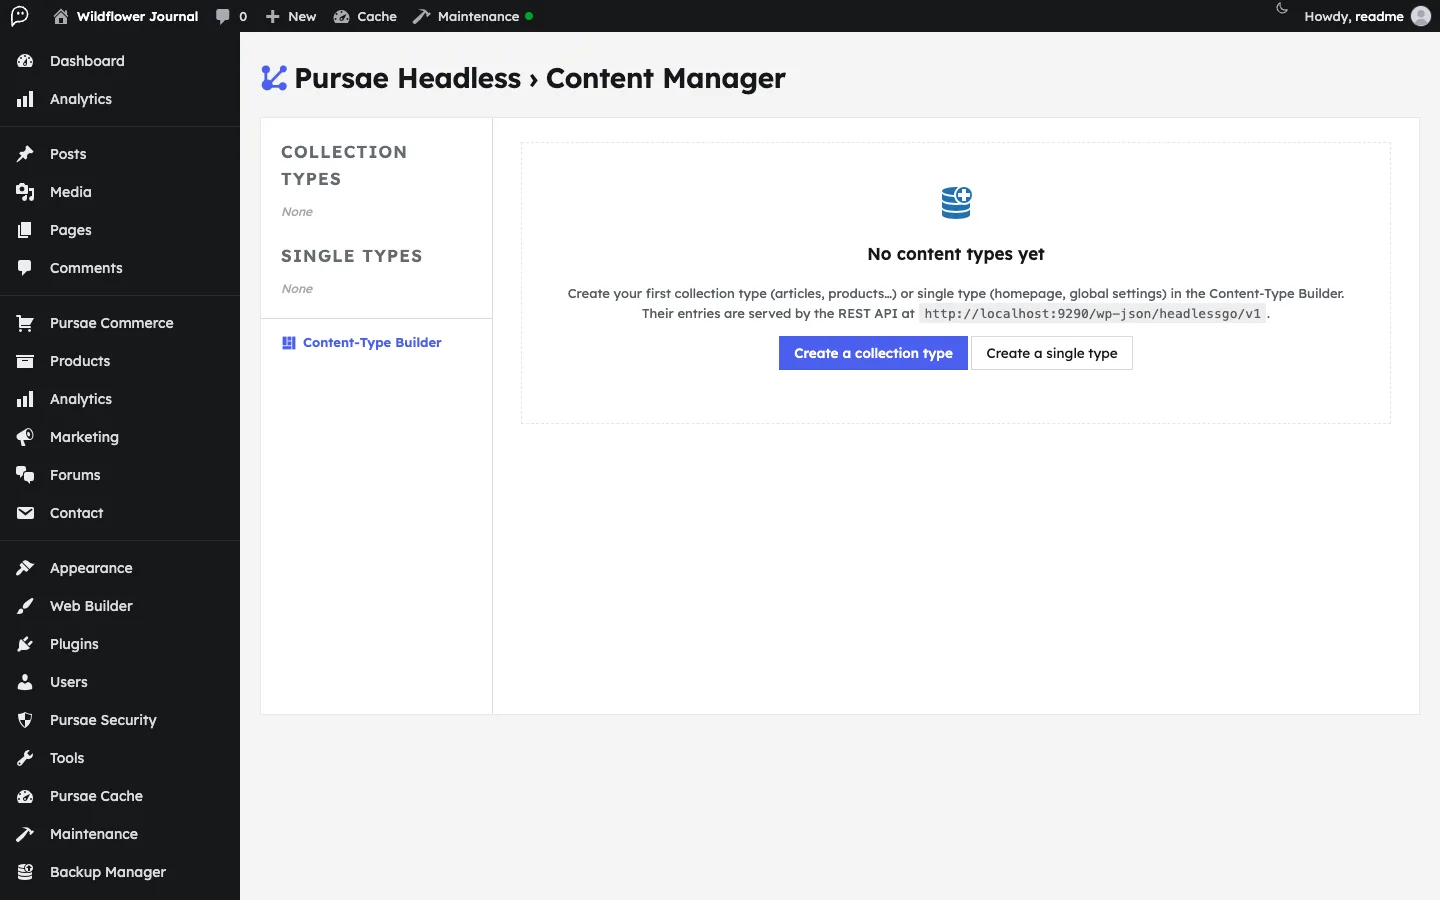 Wildflower Journal
0
New
Cache
Maintenance
Howdy, readme
Dashboard
Analytics
Posts
Media
Pages
Comments
Pursae Commerce
Products
Analytics
Marketing
Forums
Contact
Appearance
Web Builder
Plugins
Users
Pursae Security
Tools
Pursae Cache
Maintenance
Backup Manager
Pursae Headless › Content Manager
COLLECTION
TYPES
None
SINGLE TYPES
None
Content-Type Builder
No content types yet
Create your first collection type (articles, products…) or single type (homepage, global settings) in the Content-Type Builder.
Their entries are served by the REST API at http://localhost:9290/wp-json/headlessgo/v1.
Create a collection type
Create a single type